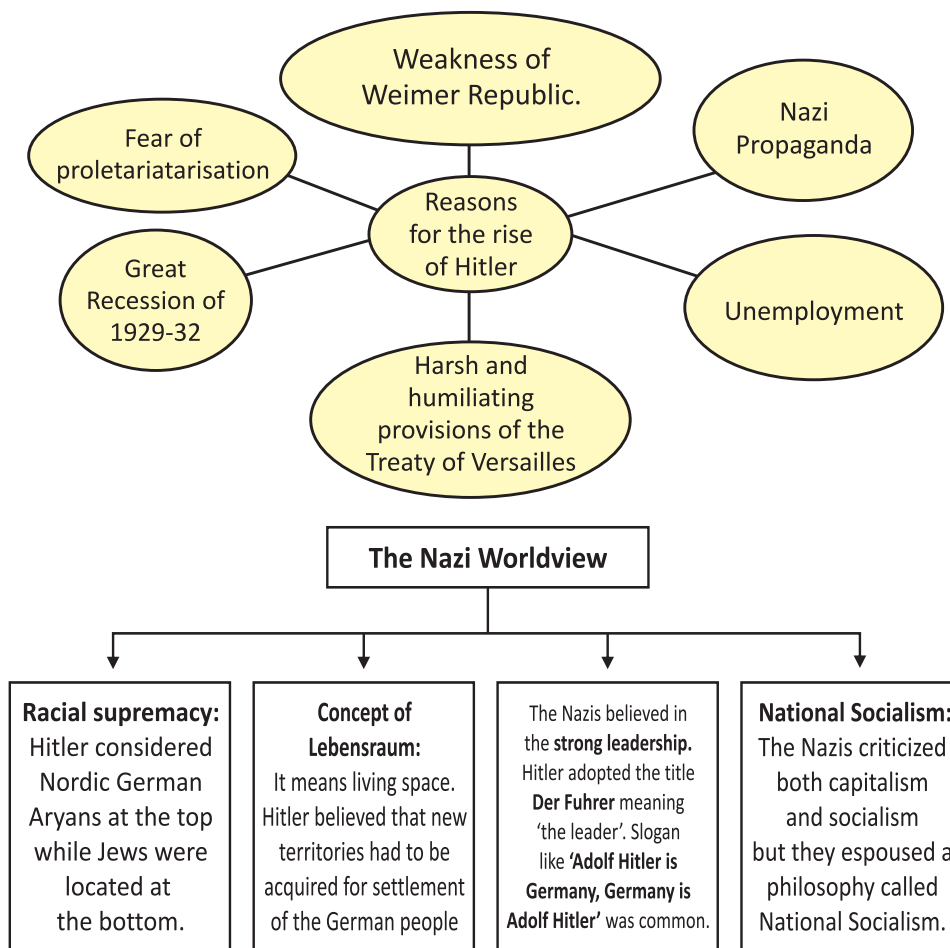 Weakness of
Weimer Republic.
Nazi
Propaganda
Fear of
proletariatarisation
Reasons
for the rise
of Hitler
Great
Recession of
1929-32
Unemployment
Harsh and
humiliating
provisions of the
Treaty of Versailles
The Nazi Worldview
Racial supremacy:
Hitler considered
Nordic German
Aryans at the top
while Jews were
located at
the bottom.
Concept of
Lebensraum:
It means living space.
Hitler believed that new
territories had to be
acquired for settlement
of the German people
The Nazis believed in
the strong leadership.
Hitler adopted the title
Der Fuhrer meaning
‘the leader’. Slogan
like ‘Adolf Hitler is
Germany, Germany is
Adolf Hitler’ was common.
National Socialism:
The Nazis criticized
both capitalism
and socialism
but they espoused a
philosophy called
National Socialism.